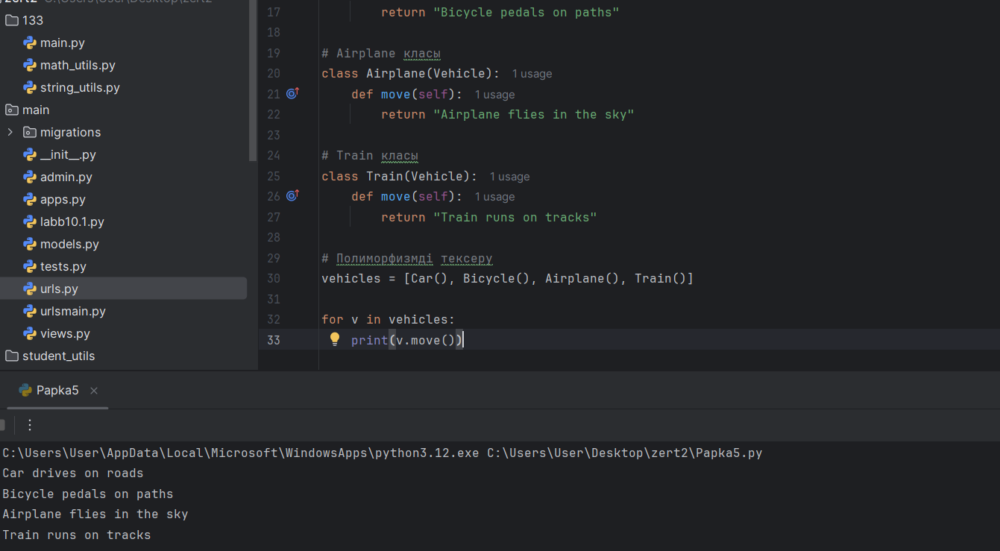 zert2 C:\Users\User\Desktop\zert2
133
main.py
math_utils.py
string_utils.py
main
migrations
__init__.py
admin.py
apps.py
labb10.1.py
models.py
tests.py
urls.py
urlsmain.py
views.py
student_utils
17 return "Bicycle pedals on paths"
18
19 # Airplane класы
20 class Airplane(Vehicle): 1 usage
21 def move(self): 1 usage
22 return "Airplane flies in the sky"
23
24 # Train класы
25 class Train(Vehicle): 1 usage
26 def move(self): 1 usage
27 return "Train runs on tracks"
28
29 # Полиморфизмді тексеру
30 vehicles = [Car(), Bicycle(), Airplane(), Train()]
31
32 for v in vehicles:
33 print(v.move())
Papka5
C:\Users\User\AppData\Local\Microsoft\WindowsApps\python3.12.exe C:\Users\User\Desktop\zert2\Papka5.py
Car drives on roads
Bicycle pedals on paths
Airplane flies in the sky
Train runs on tracks